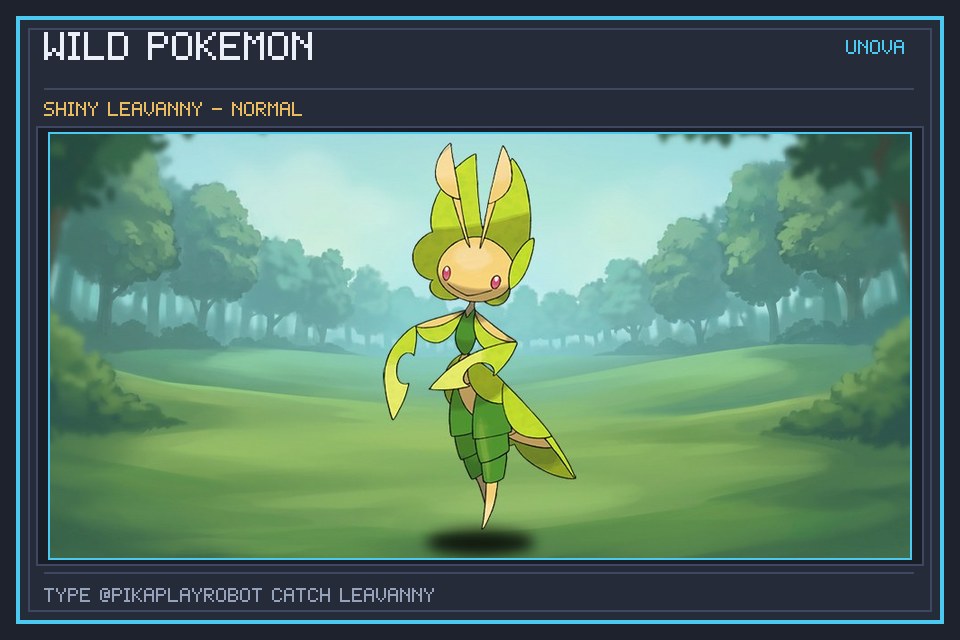 WILD POKEMON
UNOVA
SHINY LEAVANNY - NORMAL
TYPE @PIKAPLAYROBOT CATCH LEAVANNY